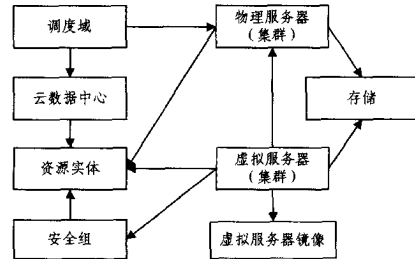 调度域
物理服务器
(集群)
云数据中心
存储
资源实体
虚拟服务器
(集群)
安全组
虚拟服务器镜像